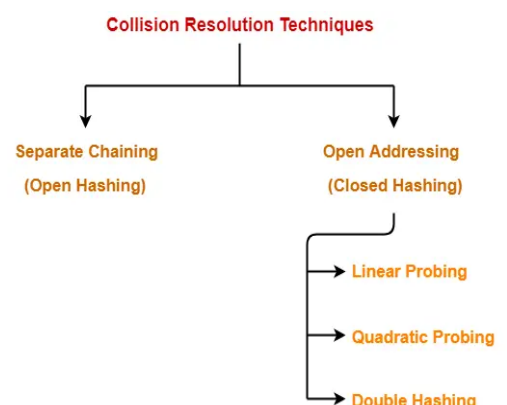 Collision Resolution Techniques
Separate Chaining
(Open Hashing)
Open Addressing
(Closed Hashing)
Linear Probing
Quadratic Probing
Double Hashing